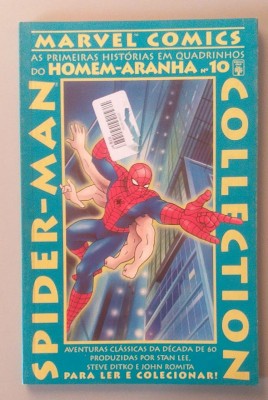 MARVEL COMICS
AS PRIMEIRAS HISTÓRIAS EM QUADRINHOS
DO HOMEM-ARANHA Nº 10
SPIDER-MAN
COLLECTION
AVENTURAS CLÁSSICAS DA DÉCADA DE 60
PRODUZIDAS POR STAN LEE,
STEVE DITKO E JOHN ROMITA
PARA LER E COLECIONAR!